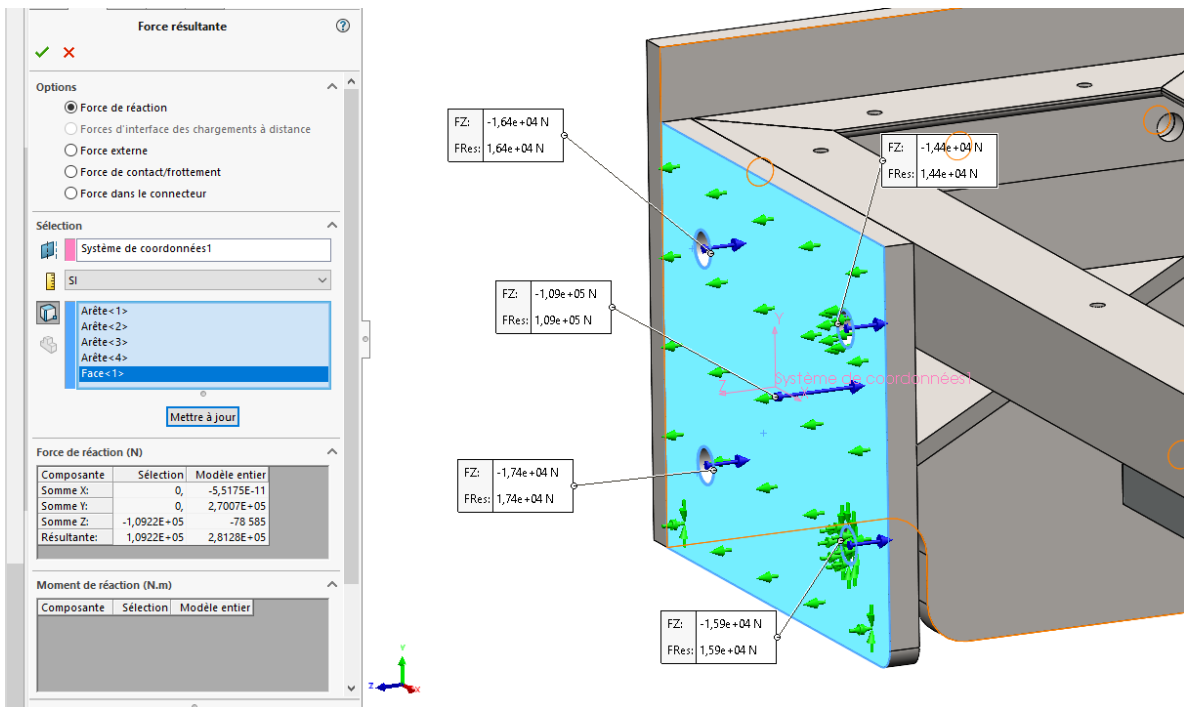 Force résultante
Options
Force de réaction
Forces d'interface des chargements à distance
Force externe
Force de contact/frottement
Force dans le connecteur
Sélection
Système de coordonnées1
SI
Arête<1>
Arête<2>
Arête<3>
Arête<4>
Face<1>
Mettre à jour
Force de réaction (N)
Composante Sélection Modèle entier
Somme X: 0, -5,5175E-11
Somme Y: 0, 2,7007E+05
Somme Z: -1,0922E+05 -78 585
Résultante: 1,0922E+05 2,8128E+05
Moment de réaction (N.m)
Composante Sélection Modèle entier
FZ: -1,64e+04 N
FRes: 1,64e+04 N
FZ: -1,44e+04 N
FRes: 1,44e+04 N
FZ: -1,09e+05 N
FRes: 1,09e+05 N
Y
Z
Système de coordonnées1
FZ: -1,74e+04 N
FRes: 1,74e+04 N
FZ: -1,59e+04 N
FRes: 1,59e+04 N
Y
Z
X